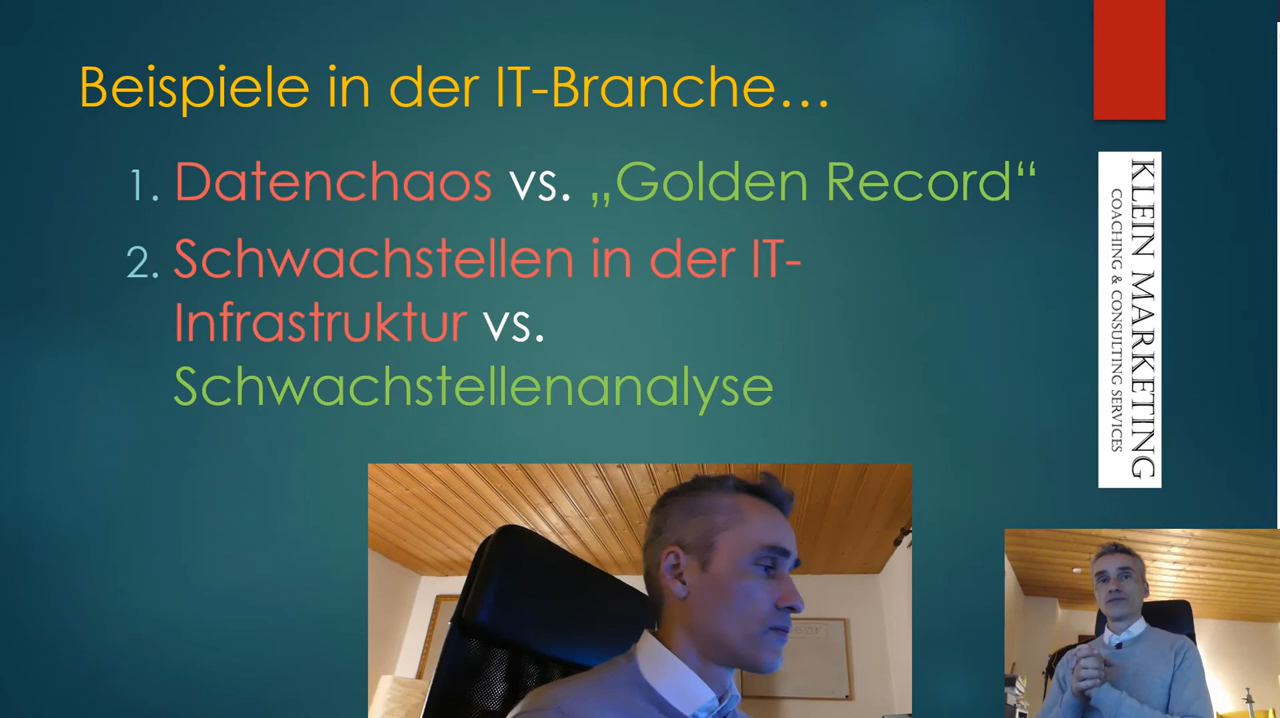 Beispiele in der IT-Branche…
1. Datenchaos vs. „Golden Record“
2. Schwachstellen in der IT-
Infrastruktur vs.
Schwachstellenanalyse
KLEIN MARKETING
COACHING & CONSULTING SERVICES